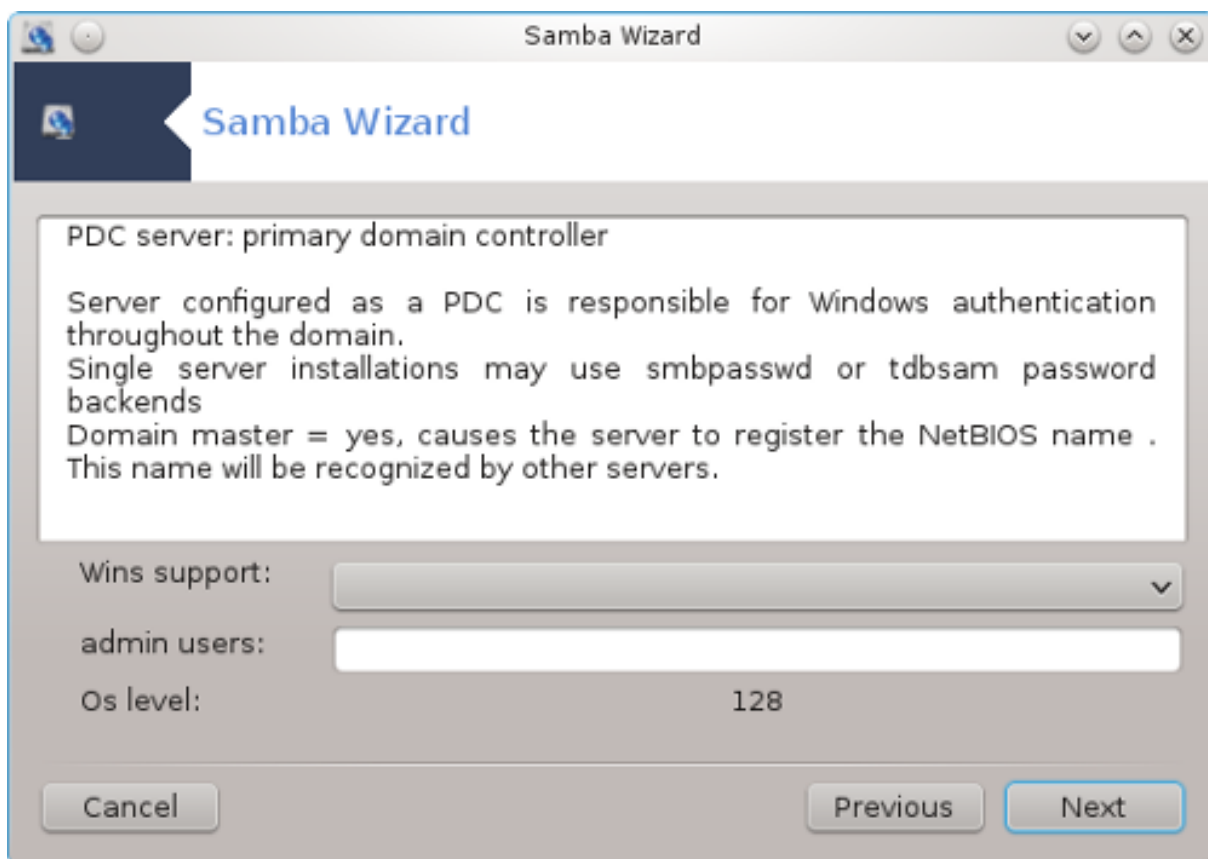 Samba Wizard
Samba Wizard
PDC server: primary domain controller
Server configured as a PDC is responsible for Windows authentication
throughout the domain.
Single server installations may use smbpasswd or tdbsam password
backends
Domain master = yes, causes the server to register the NetBIOS name .
This name will be recognized by other servers.
Wins support:
admin users:
Os level: 128
Cancel Previous Next